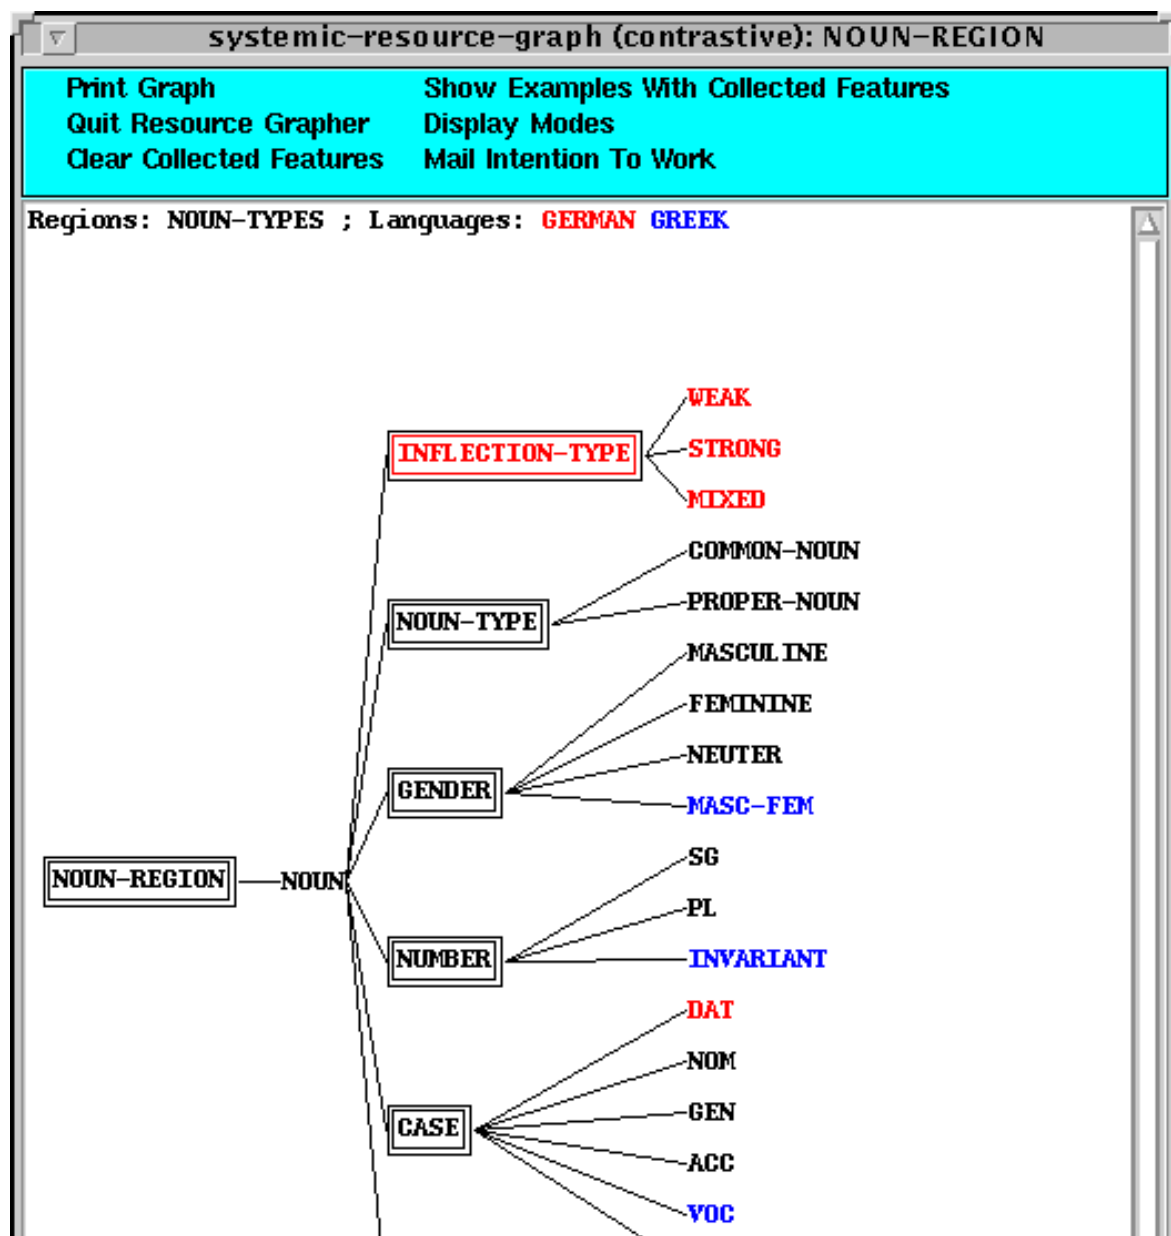 systemic-resource-graph (contrastive): NOUN-REGION
Print Graph
Show Examples With Collected Features
Quit Resource Grapher
Display Modes
Clear Collected Features
Mail Intention To Work
Regions: NOUN-TYPES ; Languages: GERMAN GREEK
WEAK
INFLECTION-TYPE
STRONG
MIXED
COMMON-NOUN
PROPER-NOUN
NOUN-TYPE
MASCULINE
FEMININE
NEUTER
GENDER
MASC-FEM
SG
NOUN-REGION
NOUN
PL
NUMBER
INVARIANT
DAT
NOM
GEN
CASE
ACC
VOC